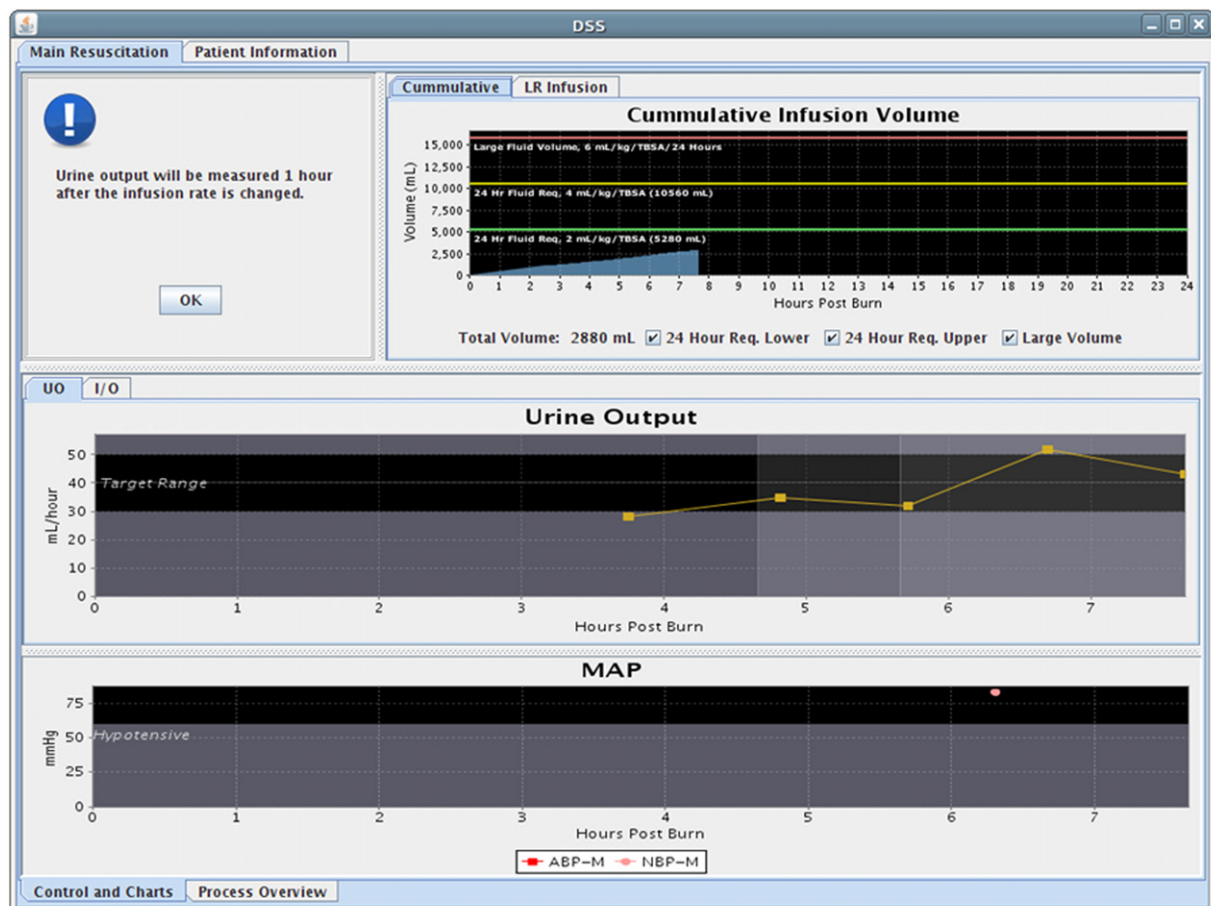 DSS
Main Resuscitation
Patient Information
!
Urine output will be measured 1 hour
after the infusion rate is changed.
OK
Cummulative
LR Infusion
Cummulative Infusion Volume
Volume (mL)
15,000
12,500
10,000
7,500
5,000
2,500
0
Large Fluid Volume, 6 mL/kg/TBSA/24 Hours
24 Hr Fluid Req, 4 mL/kg/TBSA (10560 mL)
24 Hr Fluid Req, 2 mL/kg/TBSA (5280 mL)
0 1 2 3 4 5 6 7 8 9 10 11 12 13 14 15 16 17 18 19 20 21 22 23 24
Hours Post Burn
Total Volume: 2880 mL 24 Hour Req. Lower 24 Hour Req. Upper Large Volume
UO
I/O
Urine Output
mL/hour
50
40
30
20
10
0
Target Range
0 1 2 3 4 5 6 7
Hours Post Burn
MAP
mmHg
75
50
25
0
Hypotensive
0 1 2 3 4 5 6 7
Hours Post Burn
ABP-M NBP-M
Control and Charts
Process Overview